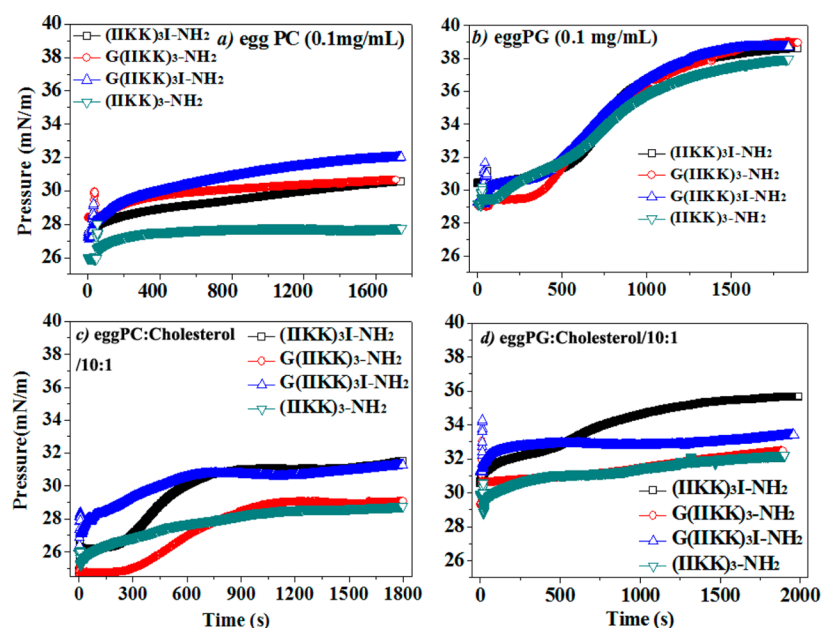 a) egg PC (0.1mg/mL)
(IIKK)3I-NH2
G(IIKK)3-NH2
G(IIKK)3I-NH2
(IIKK)3-NH2
Pressure (mN/m)
40
38
36
34
32
30
28
26
0 400 800 1200 1600
b) eggPG (0.1 mg/mL)
(IIKK)3I-NH2
G(IIKK)3-NH2
G(IIKK)3I-NH2
(IIKK)3-NH2
40
38
36
34
32
30
28
26
0 500 1000 1500
c) eggPC:Cholesterol
/10:1
(IIKK)3I-NH2
G(IIKK)3-NH2
G(IIKK)3I-NH2
(IIKK)3-NH2
Pressure(mN/m)
40
38
36
34
32
30
28
26
0 300 600 900 1200 1500 1800
Time (s)
d) eggPG:Cholesterol/10:1
(IIKK)3I-NH2
G(IIKK)3-NH2
G(IIKK)3I-NH2
(IIKK)3-NH2
40
38
36
34
32
30
28
26
0 500 1000 1500 2000
Time (s)